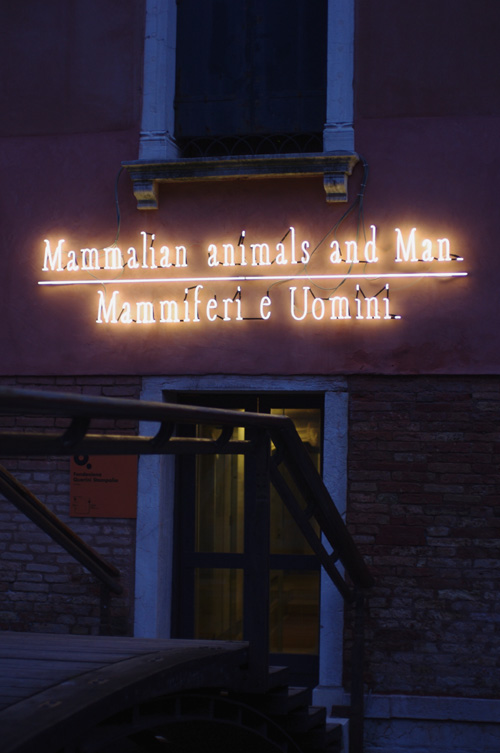 Mammalian animals and Man
Mammiferi e Uomini